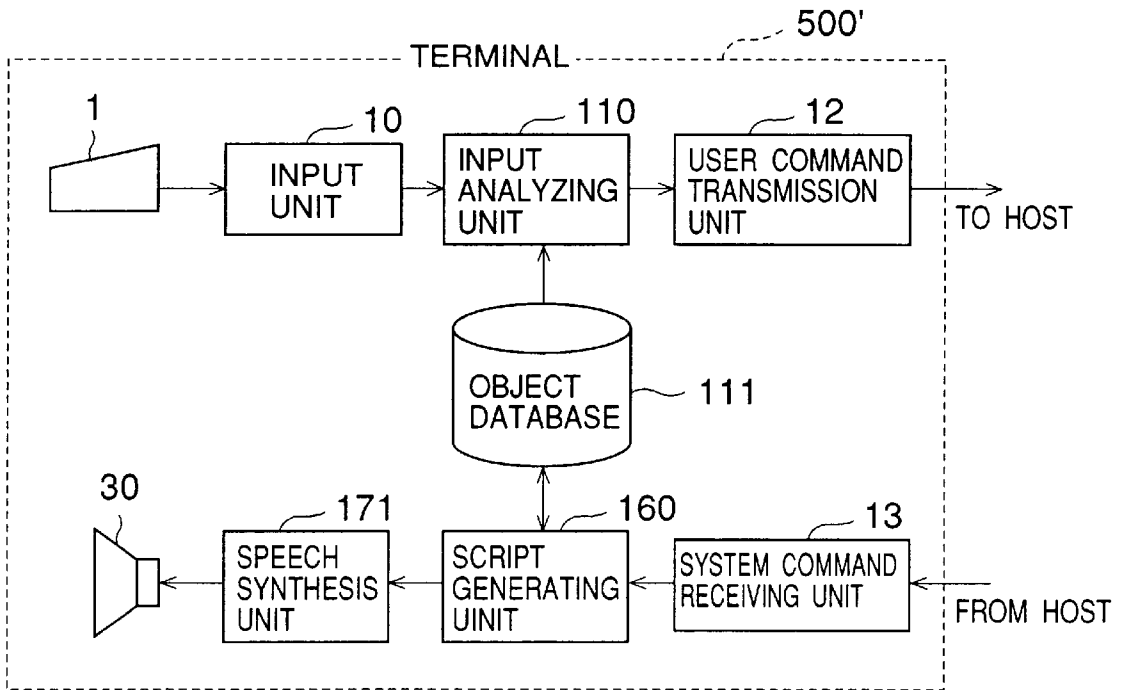 500'
TERMINAL
1
10
110
12
INPUT
UNIT
INPUT
ANALYZING
UNIT
USER COMMAND
TRANSMISSION
UNIT
TO HOST
OBJECT
DATABASE
111
30
171
160
13
SPEECH
SYNTHESIS
UNIT
SCRIPT
GENERATING
UINIT
SYSTEM COMMAND
RECEIVING UNIT
FROM HOST